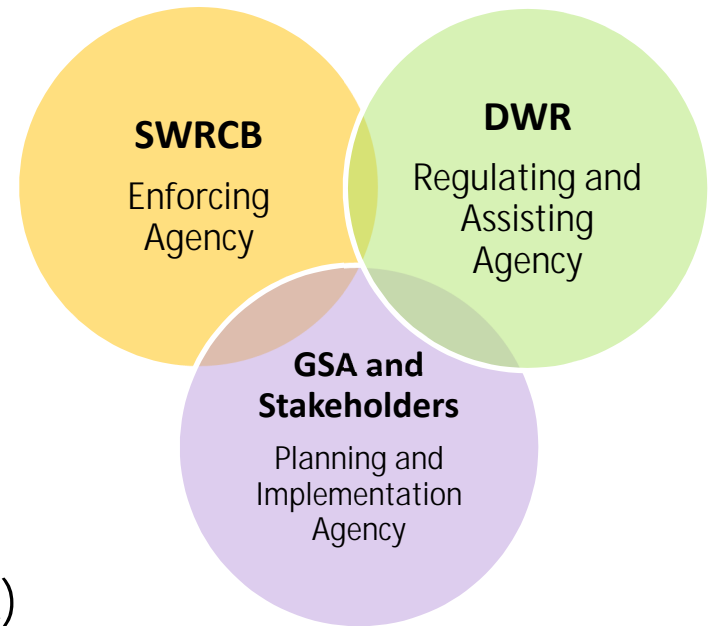 SWRCB
Enforcing
Agency
DWR
Regulating and
Assisting
Agency
GSA and
Stakeholders
Planning and
Implementation
Agency
)